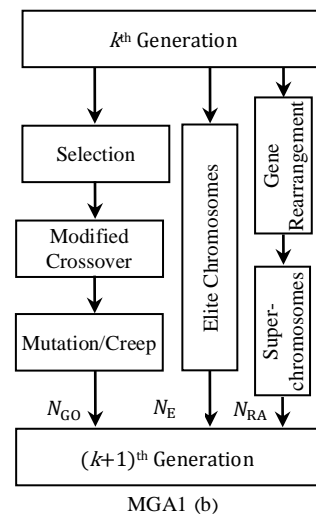 kth Generation
Selection
Modified
Crossover
Mutation/Creep
Elite Chromosomes
Gene
Rearrangement
Super-
chromosomes
NGO
NE
NRA
(k+1)th Generation
MGA1 (b)